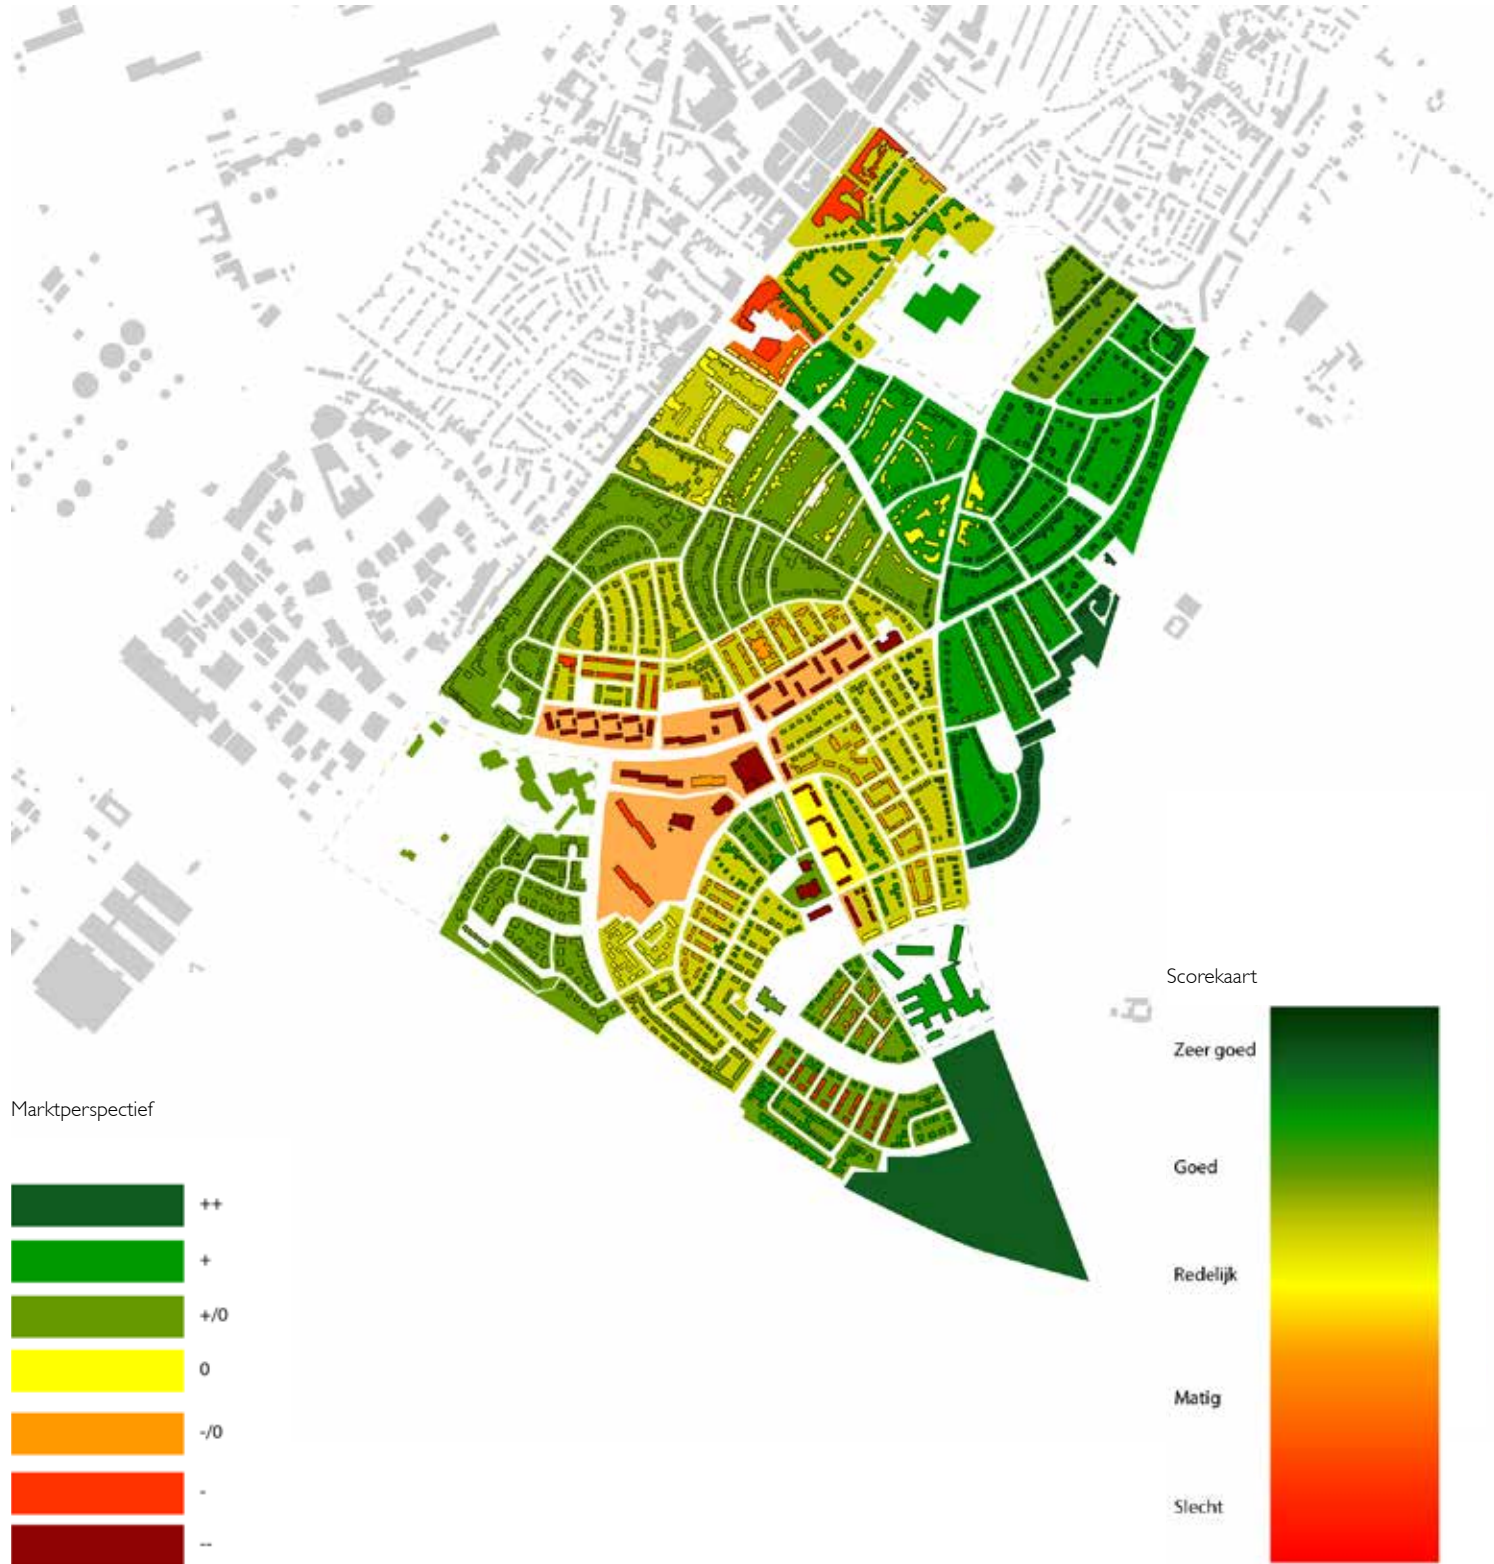 Scorekaart
Zeer goed
Goed
Redelijk
Matig
Slecht
Marktperspectief
++
+
+/0
0
-/0
-
--